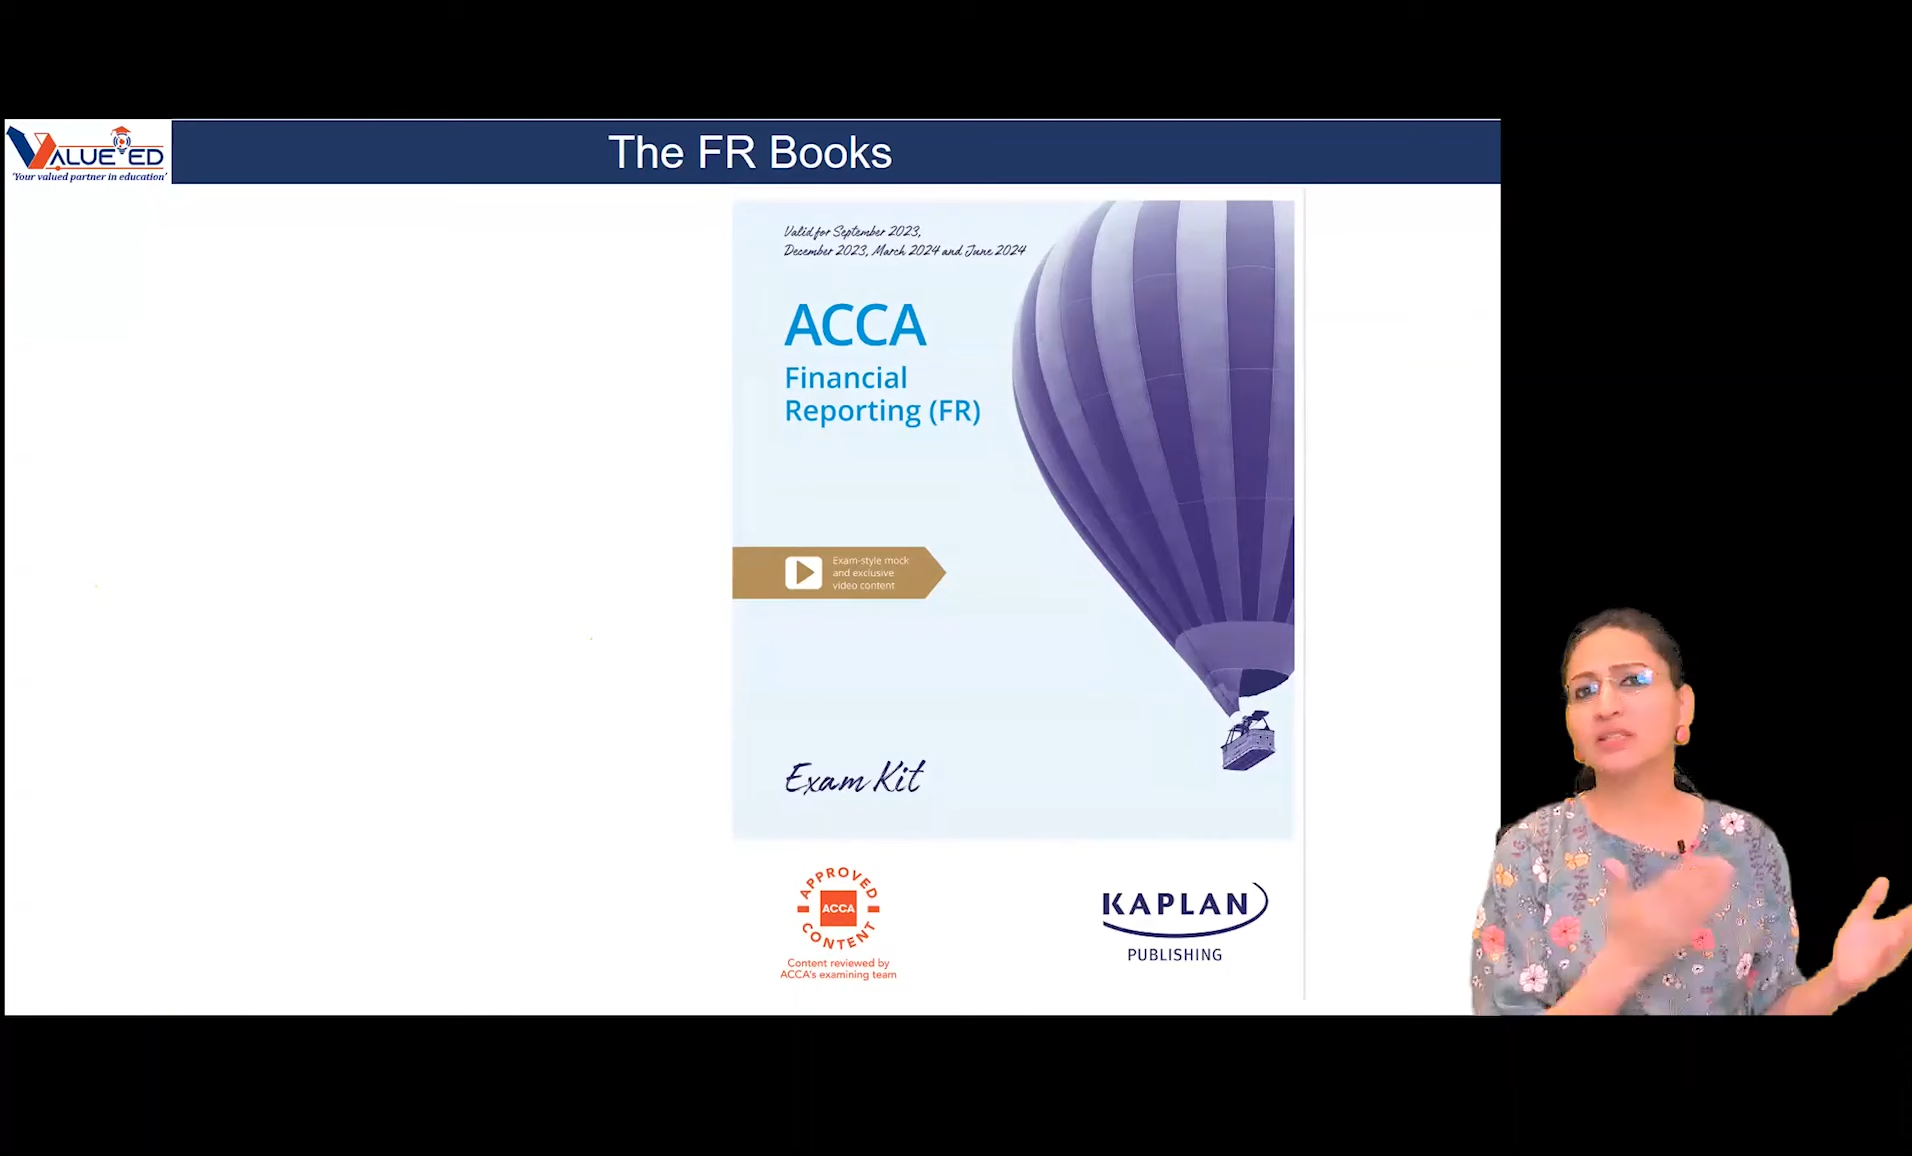 VALUE ED
'Your valued partner in education'
The FR Books
Valid for September 2023,
December 2023, March 2024 and June 2024
ACCA
Financial
Reporting (FR)
Exam-style mock
and exclusive
video content
Exam Kit
APPROVED
ACCA
CONTENT
Content reviewed by
ACCA's examining team
KAPLAN
PUBLISHING